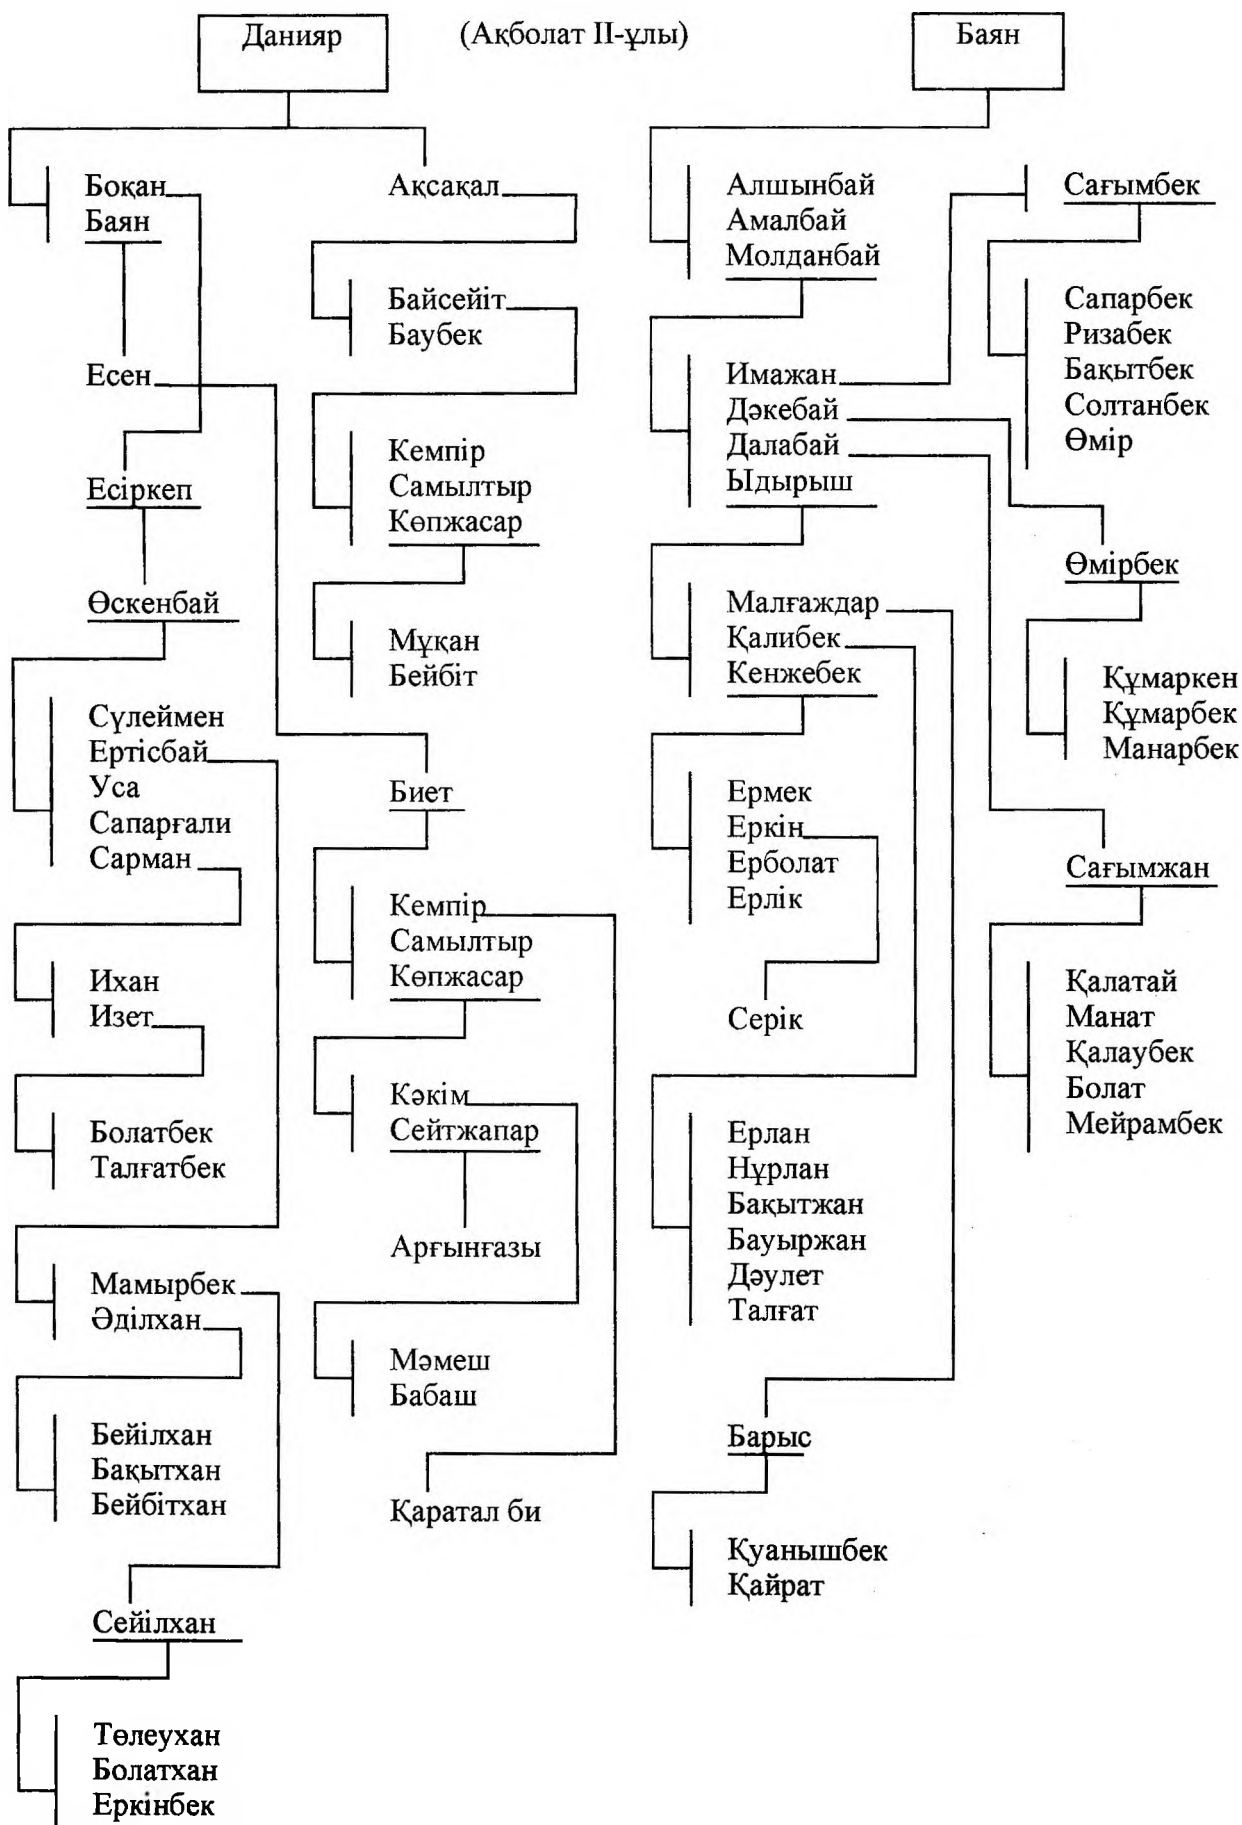 Данияр
(Ақболат II-ұлы)
Баян
Боқан
Баян
Ақсақал
Алшынбай
Амалбай
Молданбай
Сағымбек
Байсейіт
Баубек
Сапарбек
Ризабек
Бақытбек
Солтанбек
Өмір
Есен
Имажан
Дәкебай
Далабай
Ыдырыш
Есіркеп
Кемпір
Самылтыр
Көпжасар
Өмірбек
Өскенбай
Мұқан
Бейбіт
Малғаждар
Қалибек
Кенжебек
Құмаркен
Құмарбек
Манарбек
Сүлеймен
Ертісбай
Уса
Сапарғали
Сарман
Биет
Ермек
Еркін
Ерболат
Ерлік
Сағымжан
Кемпір
Самылтыр
Көпжасар
Ихан
Изет
Серік
Қалатай
Манат
Қалаубек
Болат
Мейрамбек
Болатбек
Талғатбек
Кәкім
Сейтжапар
Ерлан
Нұрлан
Бақытжан
Бауыржан
Дәулет
Талғат
Арғынғазы
Мамырбек
Әділхан
Мәмеш
Бабаш
Бейілхан
Бақытхан
Бейбітхан
Барыс
Қаратал би
Қуанышбек
Қайрат
Сейілхан
Төлеухан
Болатхан
Еркінбек